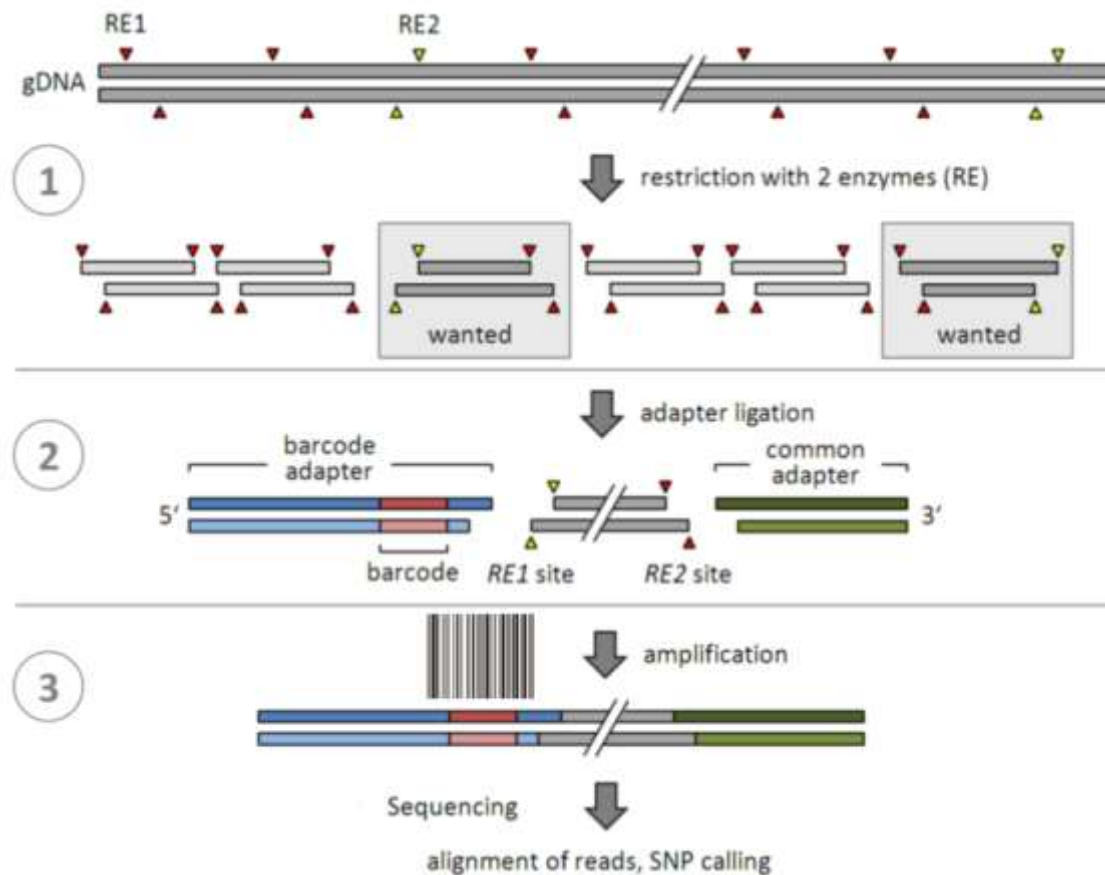 RE1 RE2
gDNA
1
restriction with 2 enzymes (RE)
wanted wanted
2
adapter ligation
barcode
adapter
common
adapter
5‘ 3‘
barcode RE1 site RE2 site
3
amplification
Sequencing
alignment of reads, SNP calling